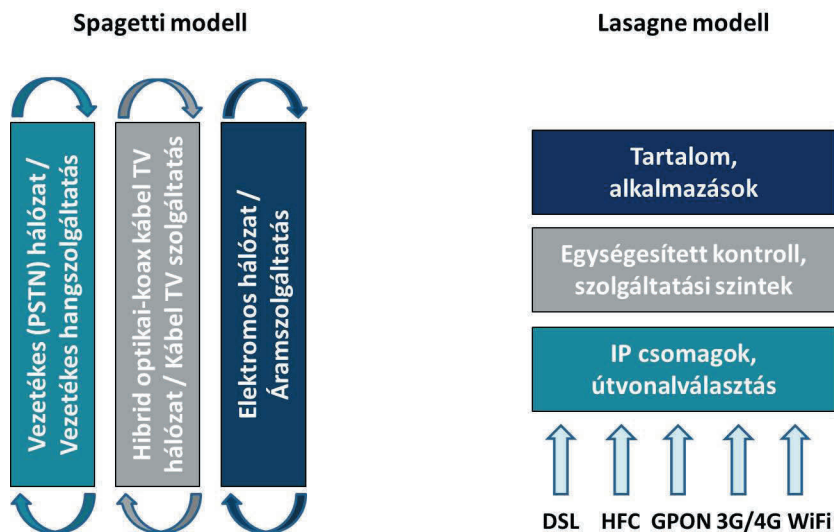 Spagetti modell
Vezetékes (PSTN) hálózat /
Vezetékes hangszolgáltatás
Hibrid optikai-koax kábel TV
hálózat / Kábel TV szolgáltatás
Elektromos hálózat /
Áramszolgáltatás
Lasagne modell
Tartalom,
alkalmazások
Egységesített kontroll,
szolgáltatási szintek
IP csomagok,
útvonalválasztás
DSL HFC GPON 3G/4G WiFi